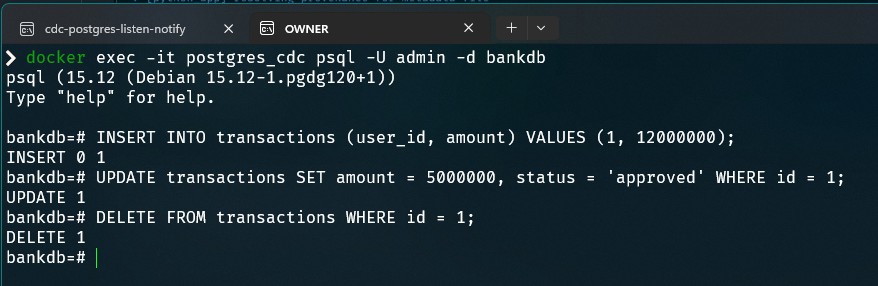 cdc-postgres-listen-notify
OWNER
❯ docker exec -it postgres_cdc psql -U admin -d bankdb
psql (15.12 (Debian 15.12-1.pgdg120+1))
Type "help" for help.
bankdb=# INSERT INTO transactions (user_id, amount) VALUES (1, 12000000);
INSERT 0 1
bankdb=# UPDATE transactions SET amount = 5000000, status = 'approved' WHERE id = 1;
UPDATE 1
bankdb=# DELETE FROM transactions WHERE id = 1;
DELETE 1
bankdb=#